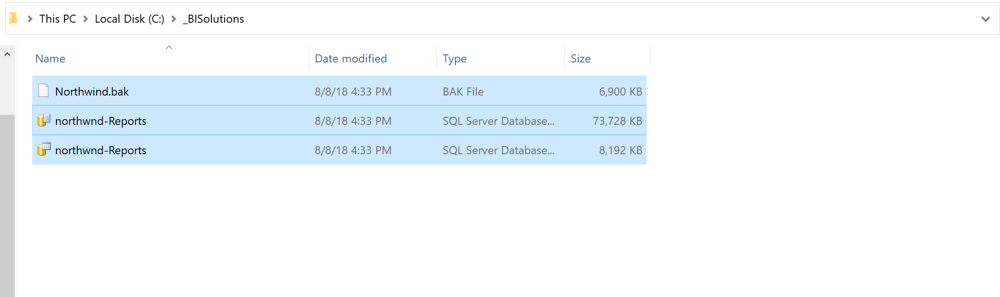 This PC Local Disk (C:) _BISolutions
Name Date modified Type Size
Northwind.bak 8/8/18 4:33 PM BAK File 6,900 KB
northwnd-Reports 8/8/18 4:33 PM SQL Server Database... 73,728 KB
northwnd-Reports 8/8/18 4:33 PM SQL Server Database... 8,192 KB